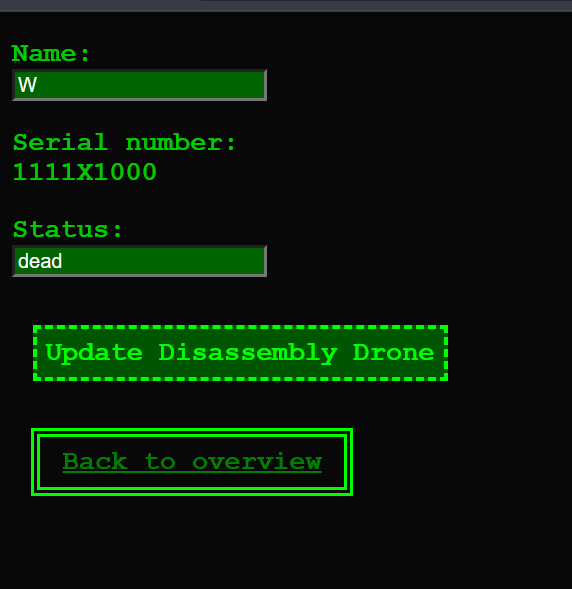 Name:
W
Serial number:
1111X1000
Status:
dead
Update Disassembly Drone
Back to overview